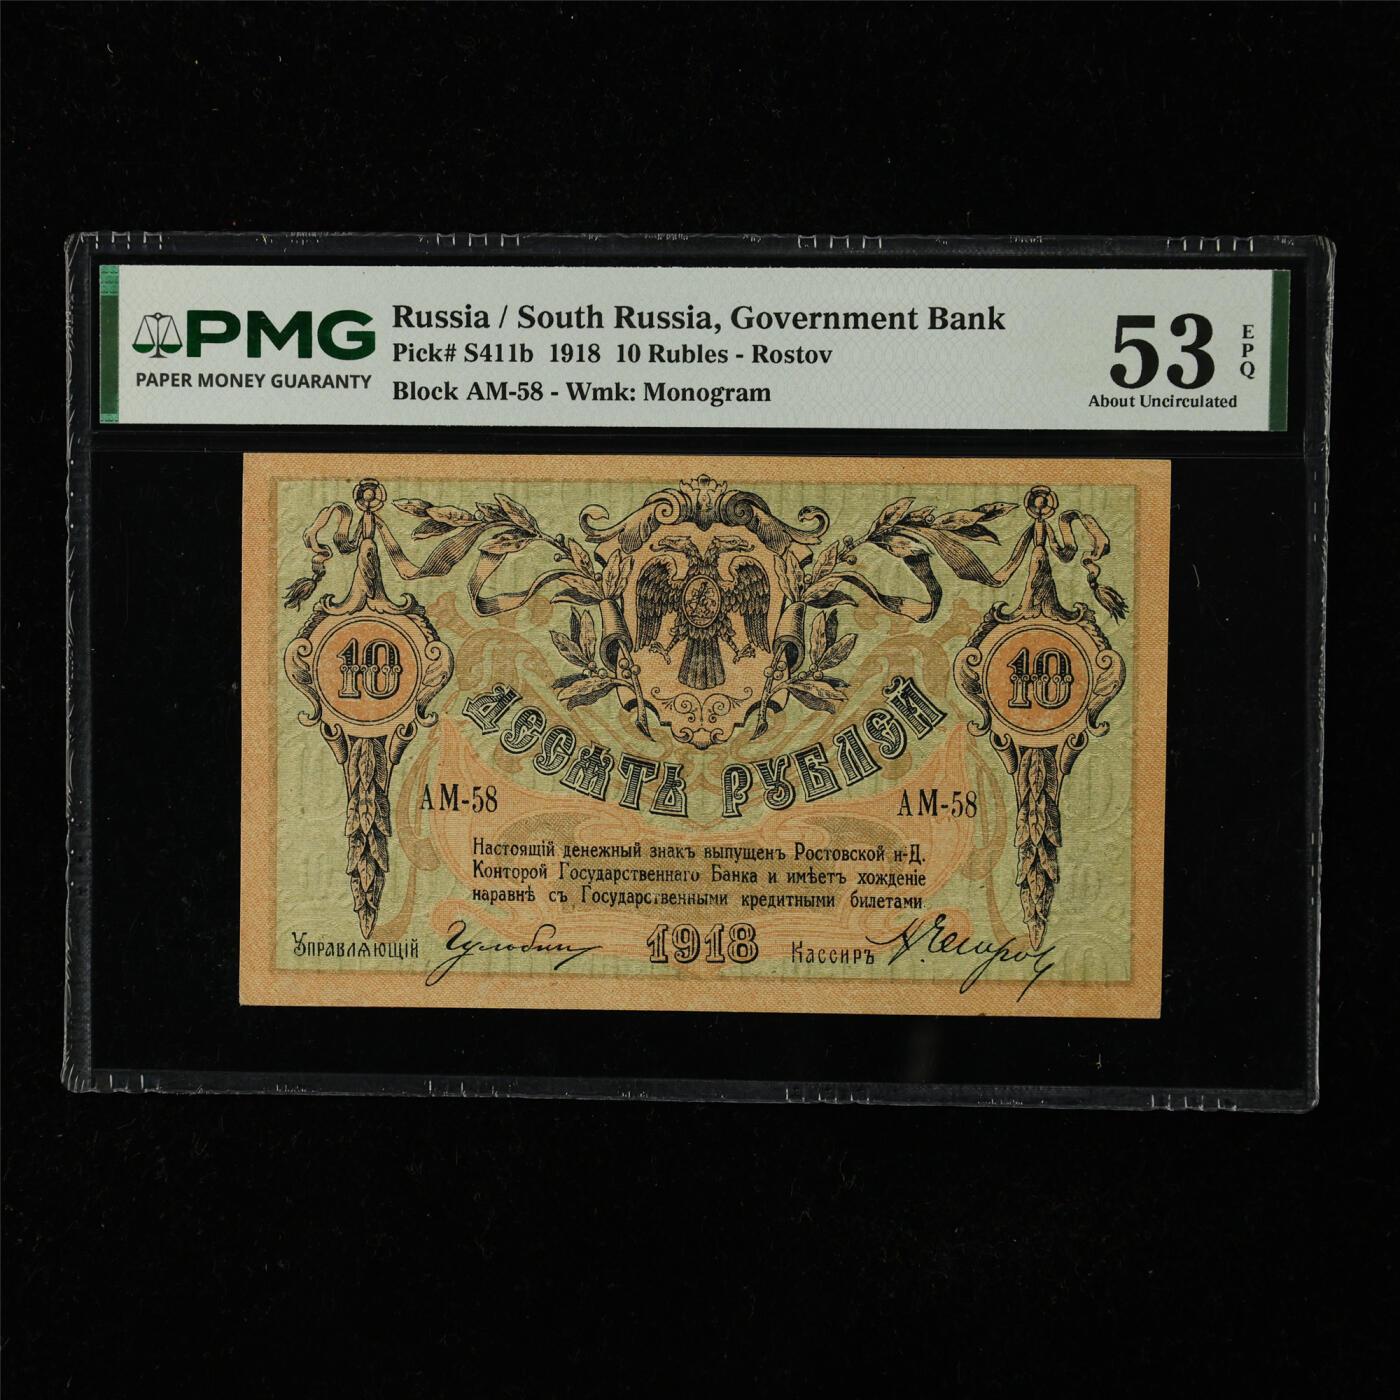 PMG
PAPER MONEY GUARANTY
Russia / South Russia, Government Bank
Pick# S411b 1918 10 Rubles - Rostov
Block AM-58 - Wmk: Monogram
53
EPQ
About Uncirculated
10
10
ДЕСѦТЬ РУБЛЕЙ
АМ-58
АМ-58
Настоящій денежный знакъ выпущенъ Ростовской н-Д.
Конторой Государственнаго Банка и имѣетъ хожденіе
наравнѣ съ Государственными кредитными билетами.
Управляющій
1918
Кассиръ